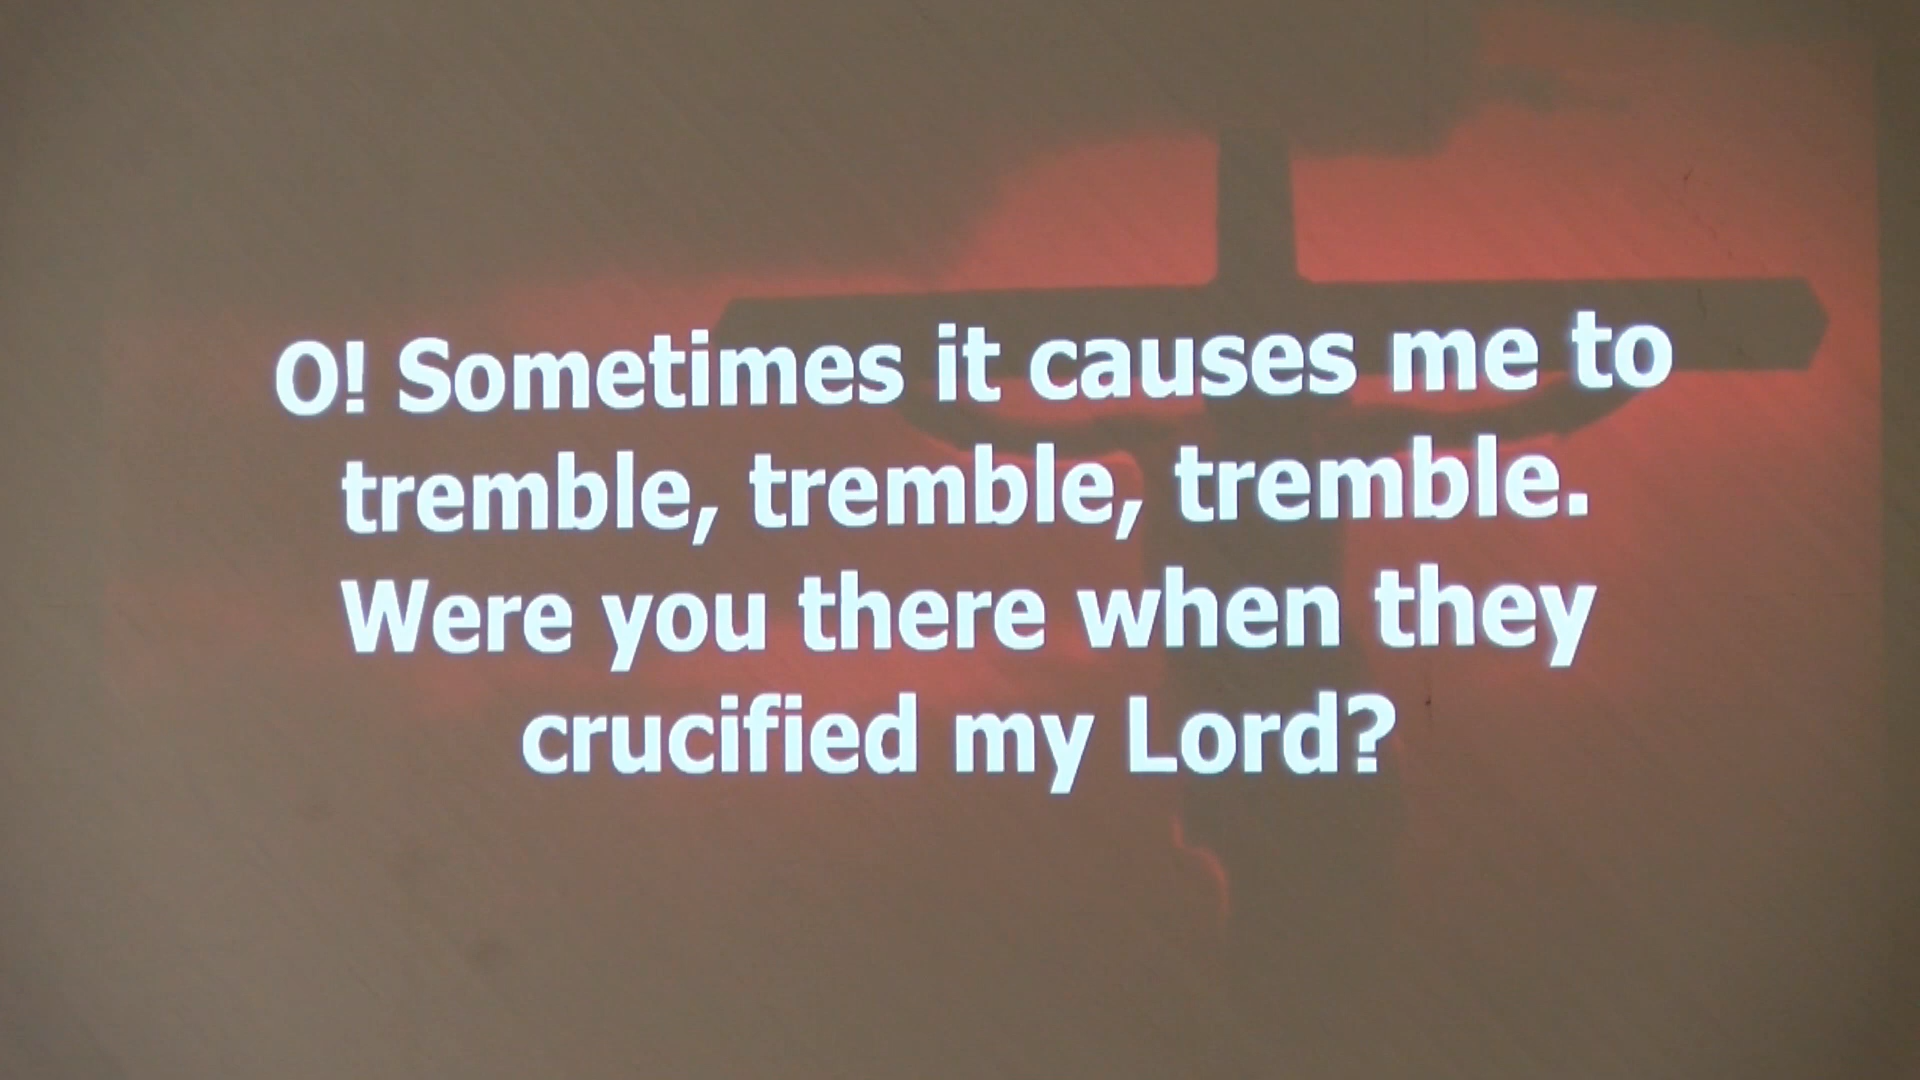 O! Sometimes it causes me to
tremble, tremble, tremble.
Were you there when they
crucified my Lord?